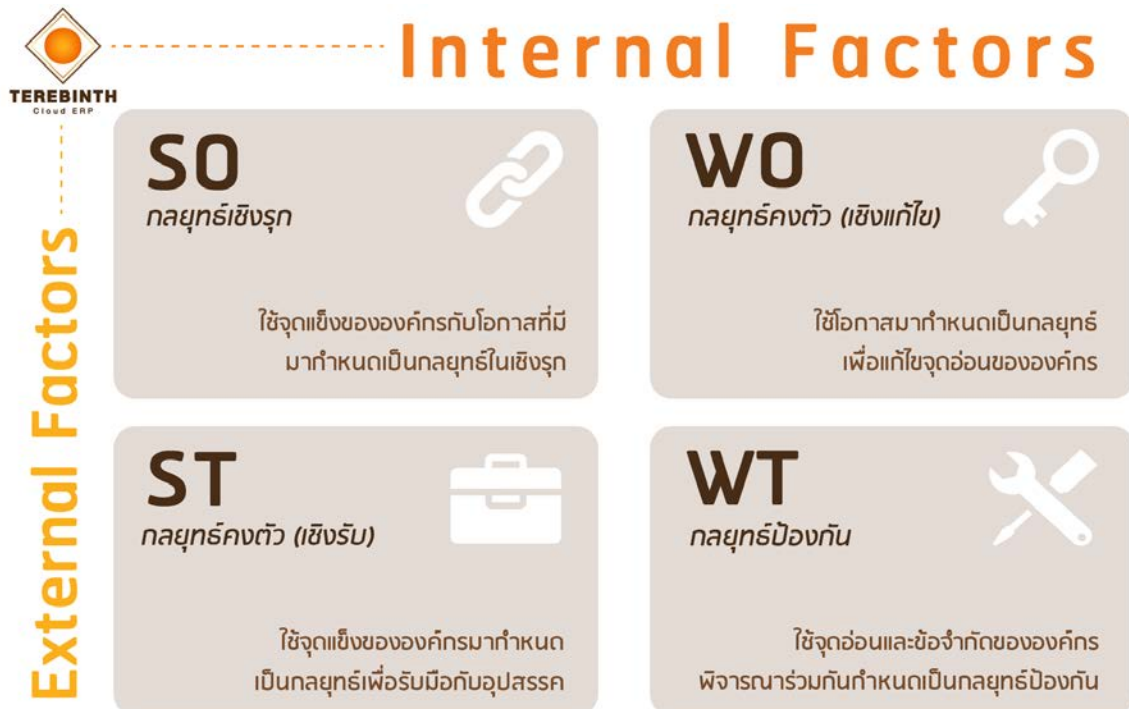 TEREBINTH
Cloud ERP
Internal Factors
External Factors
SO
กลยุทธ์เชิงรุก
ใช้จุดแข็งขององค์กรกับโอกาสที่มี
มากำหนดเป็นกลยุทธ์ในเชิงรุก
WO
กลยุทธ์คงตัว (เชิงแก้ไข)
ใช้โอกาสมากำหนดเป็นกลยุทธ์
เพื่อแก้ไขจุดอ่อนขององค์กร
ST
กลยุทธ์คงตัว (เชิงรับ)
ใช้จุดแข็งขององค์กรมากำหนด
เป็นกลยุทธ์เพื่อรับมือกับอุปสรรค
WT
กลยุทธ์ป้องกัน
ใช้จุดอ่อนและข้อจำกัดขององค์กร
พิจารณาร่วมกันกำหนดเป็นกลยุทธ์ป้องกัน